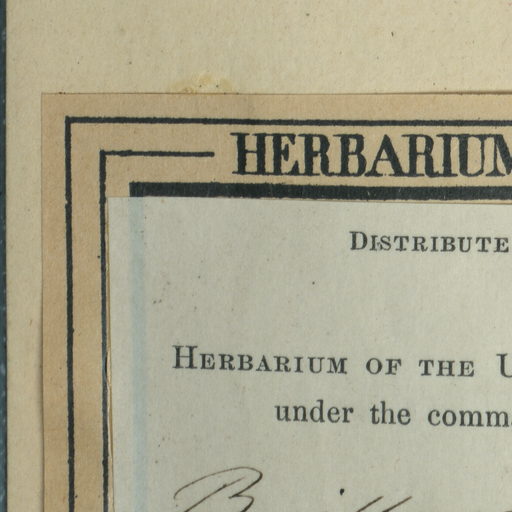 HERBARIUM
DISTRIBUTE
HERBARIUM OF THE U
under the comm